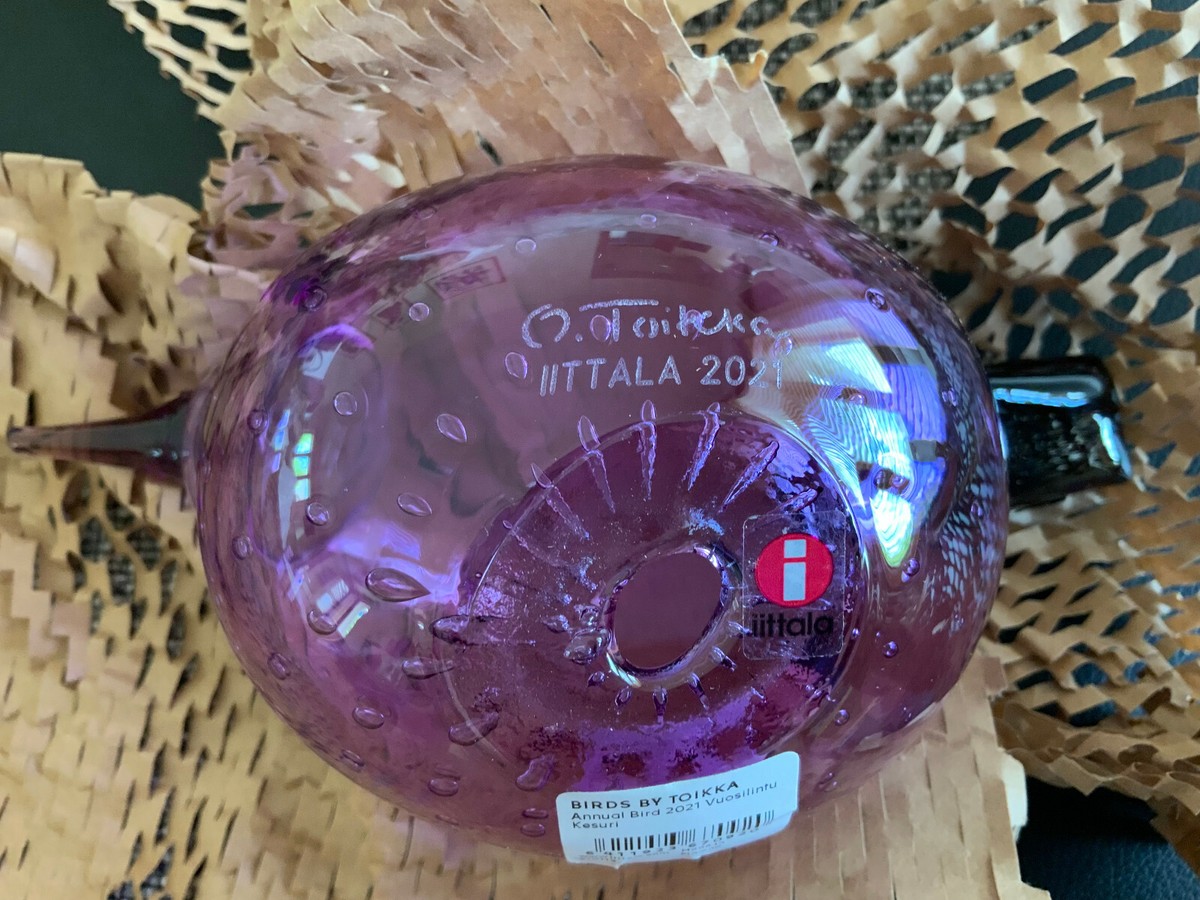 O. Toikka
IITTALA 2021
i
iittala
BIRDS BY TOIKKA
Annual Bird 2021 Vuosilintu
Kesuri